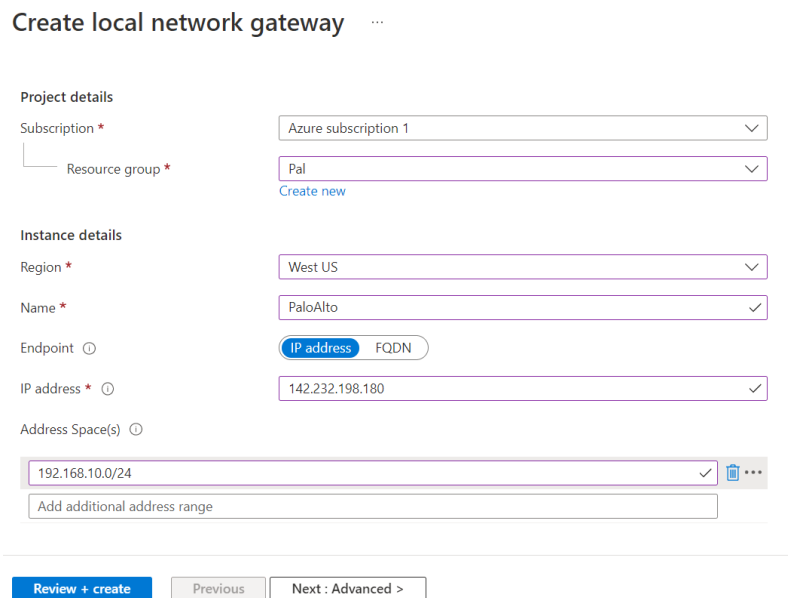 Create local network gateway ...
Project details
Subscription * Azure subscription 1
Resource group * Pal
Create new
Instance details
Region * West US
Name * PaloAlto
Endpoint IP address FQDN
IP address * 142.232.198.180
Address Space(s)
192.168.10.0/24
Add additional address range
Review + create Previous Next : Advanced >